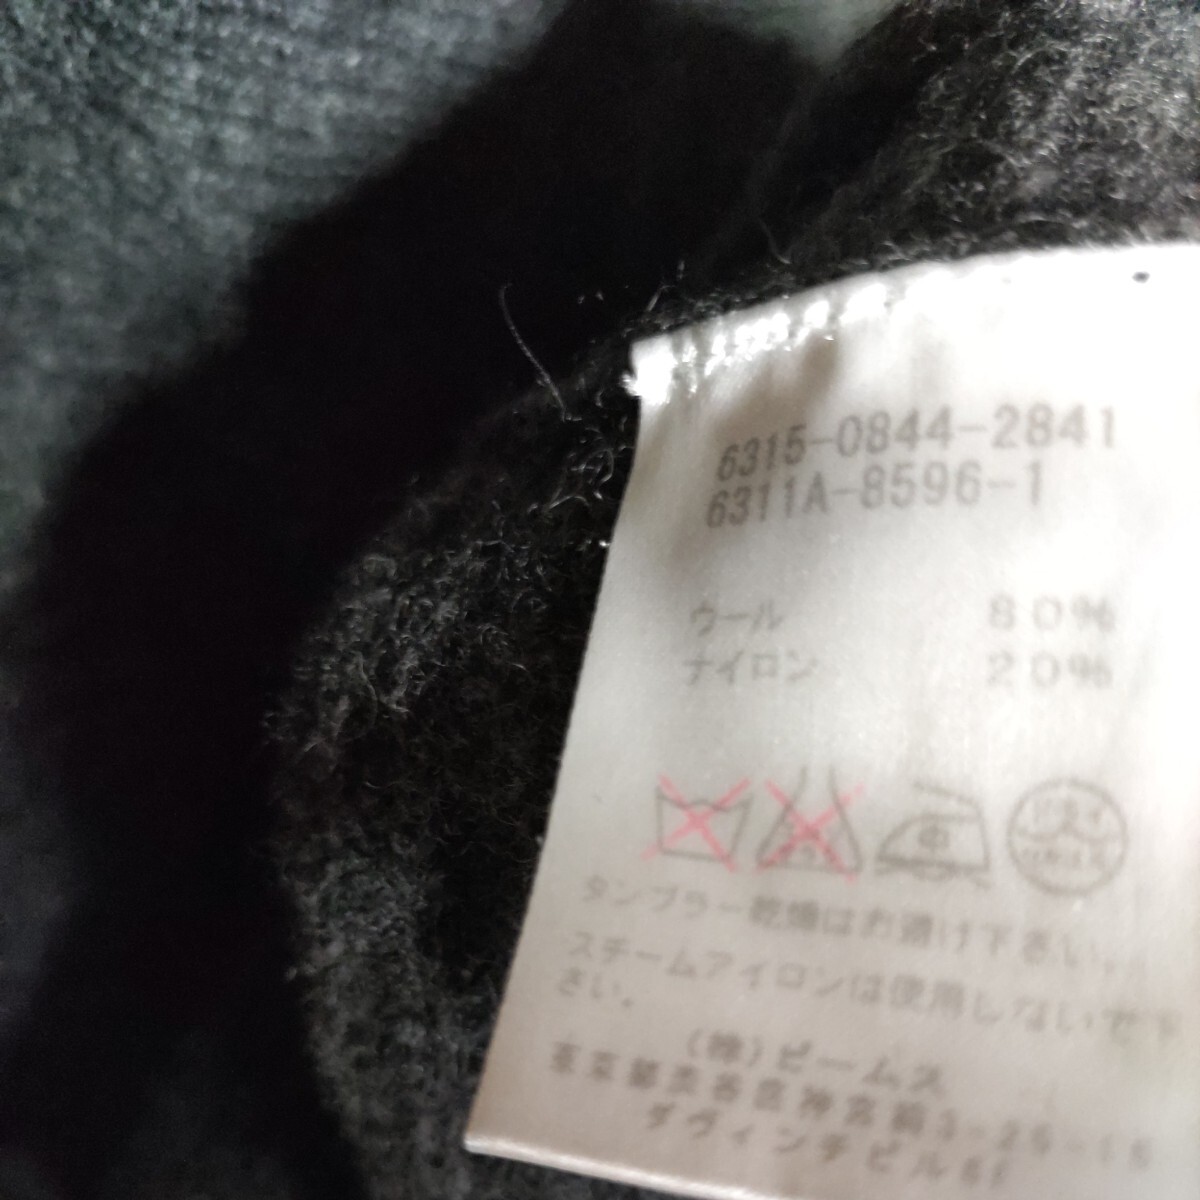 6315-0844-2841
6311A-8596-1
ウール 80%
ナイロン 20%
タンブラー乾燥はお避け下さい。
スチームアイロンは使用しないで下
さい。
(株)ビームス
東京都渋谷区神宮前3-25-15
ダヴィンチビル6F